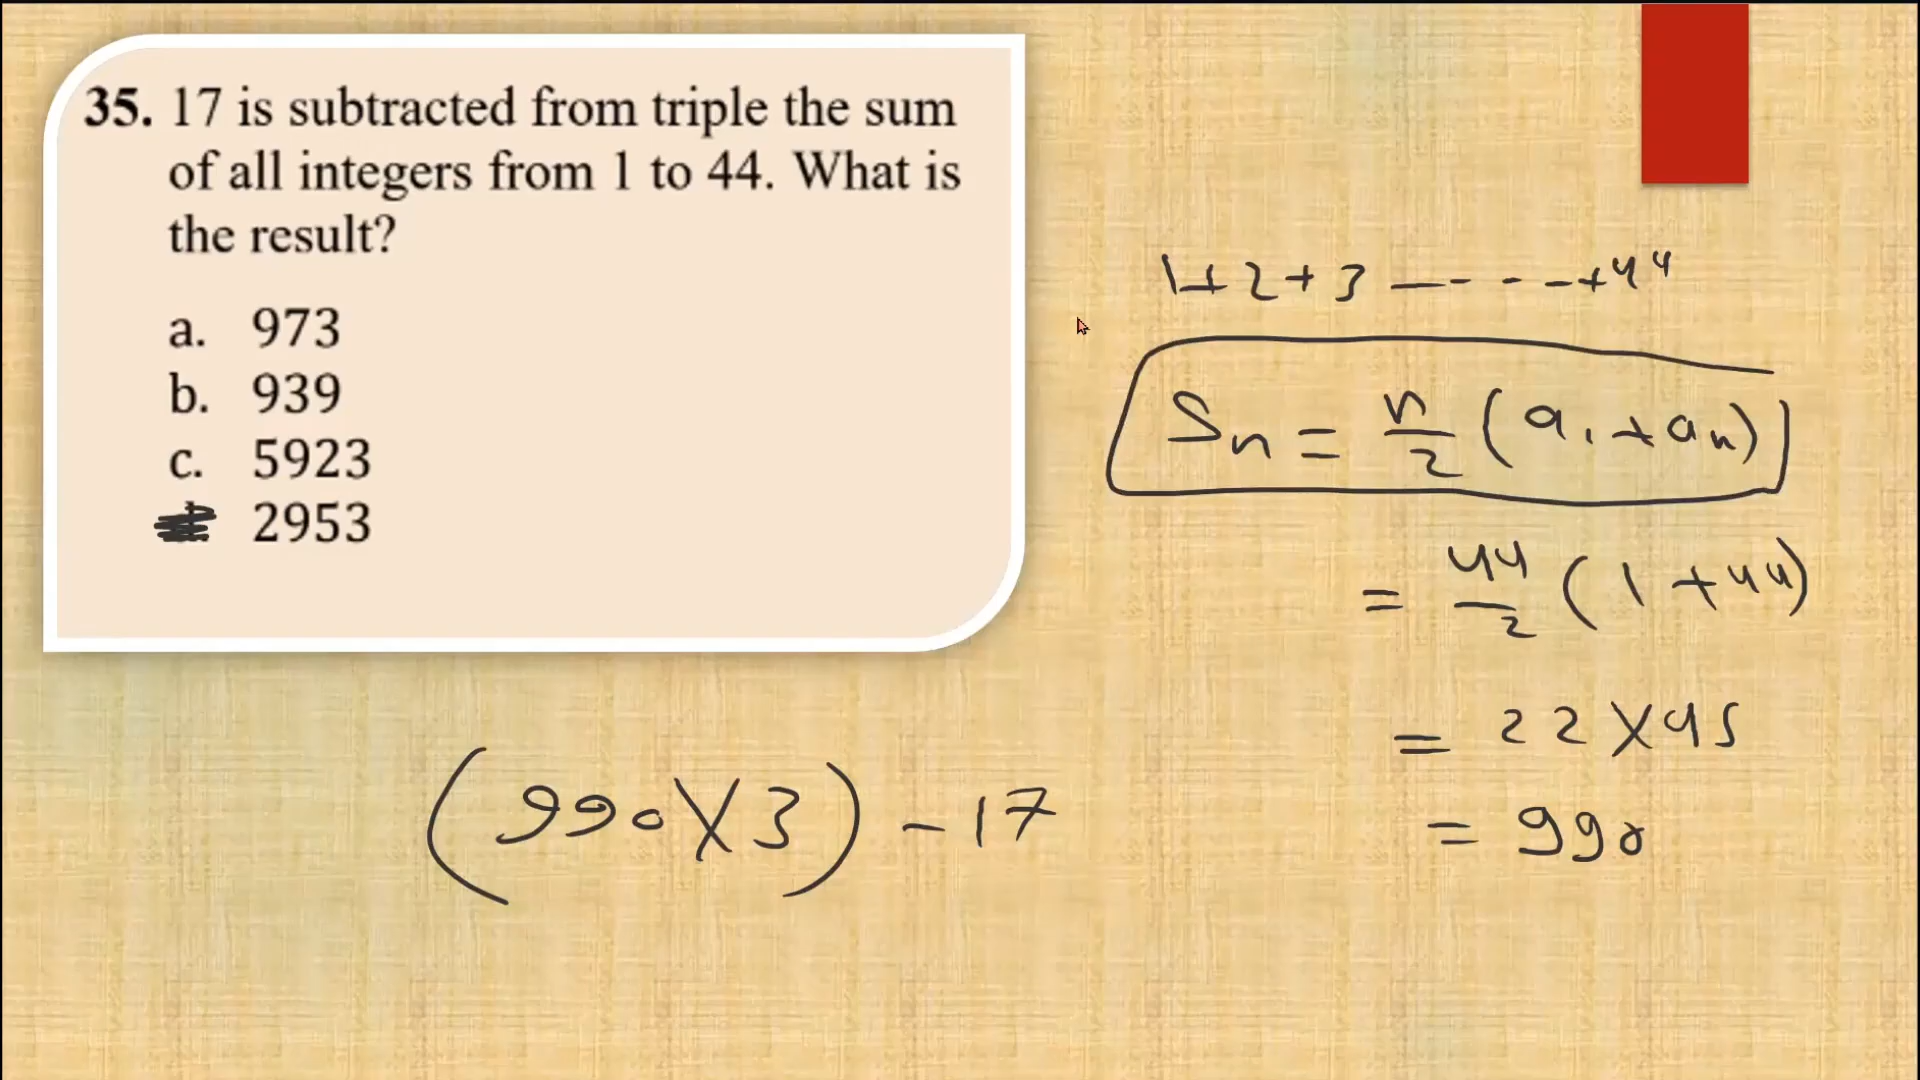 35. 17 is subtracted from triple the sum
of all integers from 1 to 44. What is
the result?
a. 973
b. 939
c. 5923
2953
1+2+3 ----- +44
Sn = n/2 (a1 + an)
= 44/2 (1 + 44)
= 22 X 45
= 990
(990 X 3) - 17